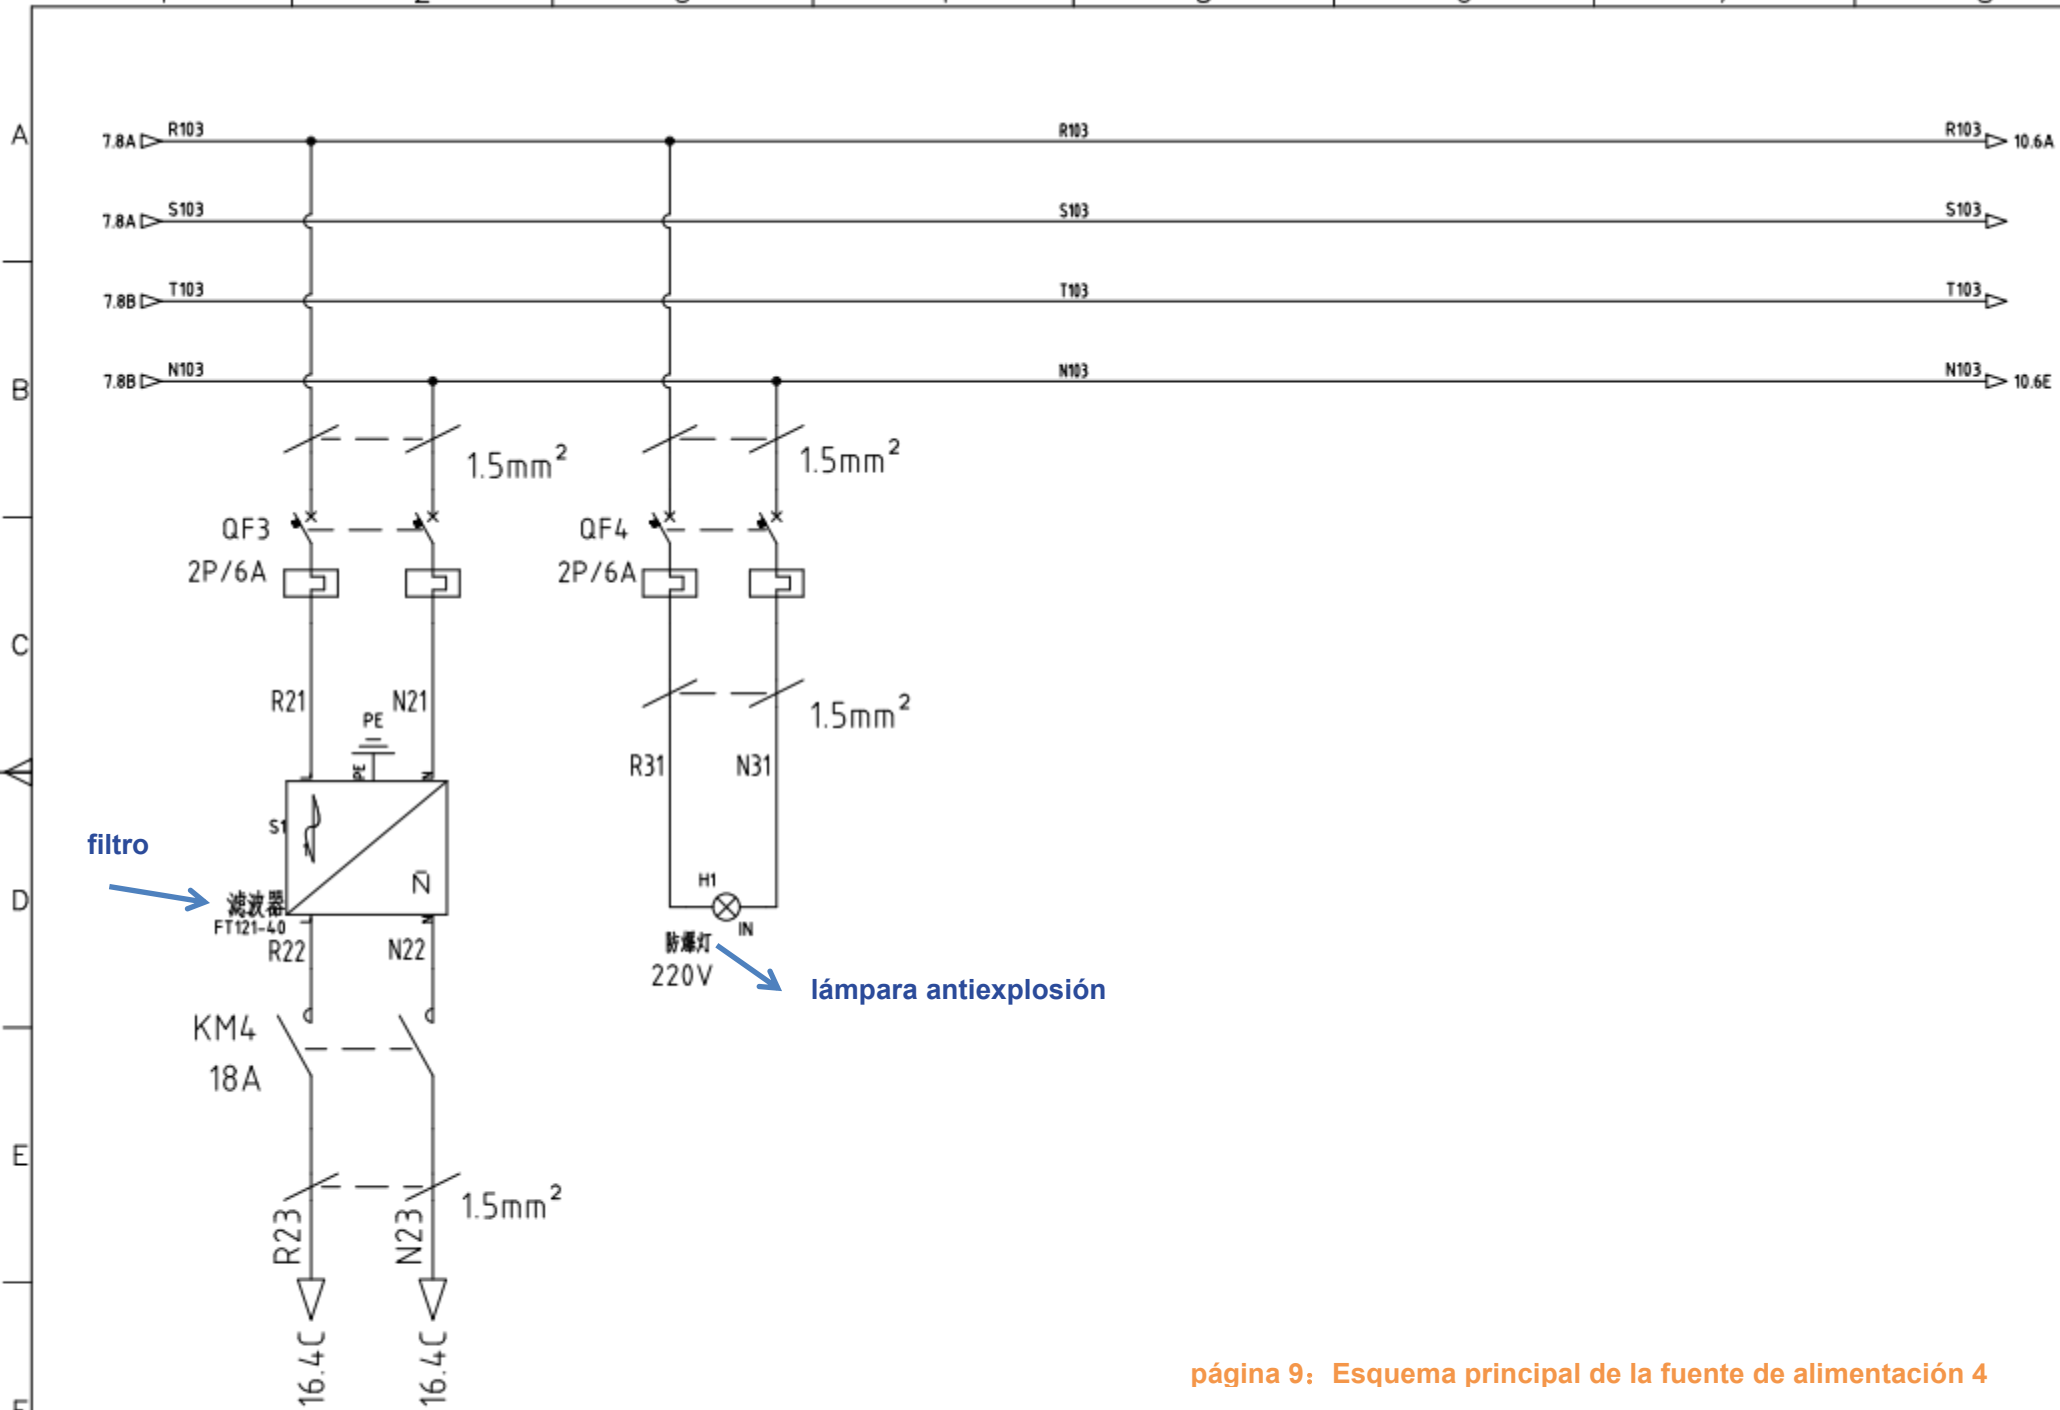 A
7.8A R103 R103 R103 10.6A
7.8A S103 S103 S103
7.8B T103 T103 T103
B
7.8B N103 N103 N103 10.6E
1.5mm² 1.5mm²
QF3 QF4
2P/6A 2P/6A
C
R21 N21 1.5mm²
PE
R31 N31
L PE N
S1
filtro
Ñ
H1
D
滤波器
FT121-40 L N
IN
R22 N22 防爆灯
220V
lámpara antiexplosión
KM4
18A
E
1.5mm²
R23 N23
16.4C 16.4C
página 9：Esquema principal de la fuente de alimentación 4